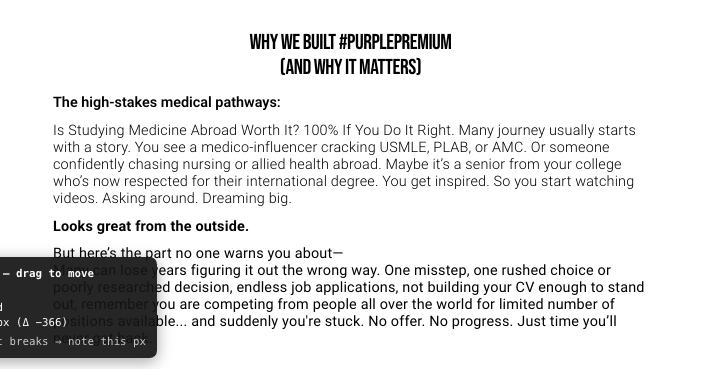 WHY WE BUILT #PURPLEPREMIUM
(AND WHY IT MATTERS)
The high-stakes medical pathways:
Is Studying Medicine Abroad Worth It? 100% If You Do It Right. Many journey usually starts
with a story. You see a medico-influencer cracking USMLE, PLAB, or AMC. Or someone
confidently chasing nursing or allied health abroad. Maybe it's a senior from your college
who's now respected for their international degree. You get inspired. So you start watching
videos. Asking around. Dreaming big.
Looks great from the outside.
But here's the part no one warns you about—
— drag to move
Many can lose years figuring it out the wrong way. One misstep, one rushed choice or
poorly researched decision, endless job applications, not building your CV enough to stand
out, remember you are competing from people all over the world for limited number of
px (Δ −366)
positions available... and suddenly you're stuck. No offer. No progress. Just time you'll
breaks → note this px